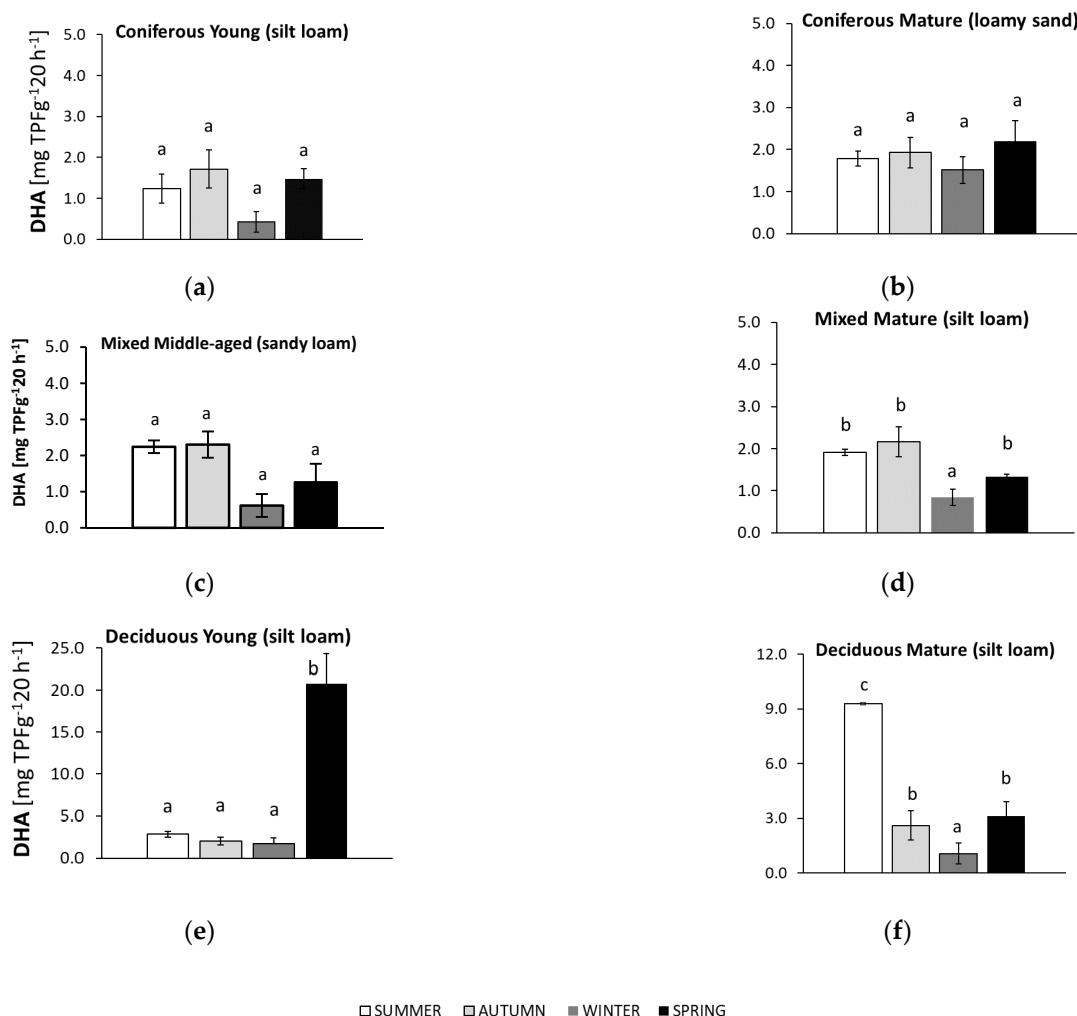 Coniferous Young (silt loam)
DHA [mg TPFg⁻¹20 h⁻¹]
5.0
4.0
3.0
2.0
1.0
0.0
a
a
a
a
(a)
Coniferous Mature (loamy sand)
5.0
4.0
3.0
2.0
1.0
0.0
a
a
a
a
(b)
Mixed Middle-aged (sandy loam)
DHA [mg TPFg⁻¹20 h⁻¹]
5.0
4.0
3.0
2.0
1.0
0.0
a
a
a
a
(c)
Mixed Mature (silt loam)
5.0
4.0
3.0
2.0
1.0
0.0
b
b
a
b
(d)
Deciduous Young (silt loam)
DHA [mg TPFg⁻¹20 h⁻¹]
25.0
20.0
15.0
10.0
5.0
0.0
a
a
a
b
(e)
Deciduous Mature (silt loam)
12.0
9.0
6.0
3.0
0.0
c
b
a
b
(f)
SUMMER AUTUMN WINTER SPRING